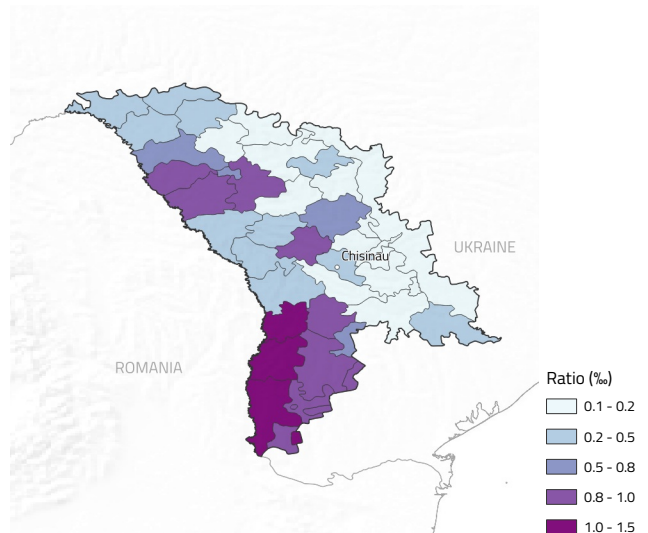 Chisinau
UKRAINE
ROMANIA
Ratio (‰)
0.1 - 0.2
0.2 - 0.5
0.5 - 0.8
0.8 - 1.0
1.0 - 1.5